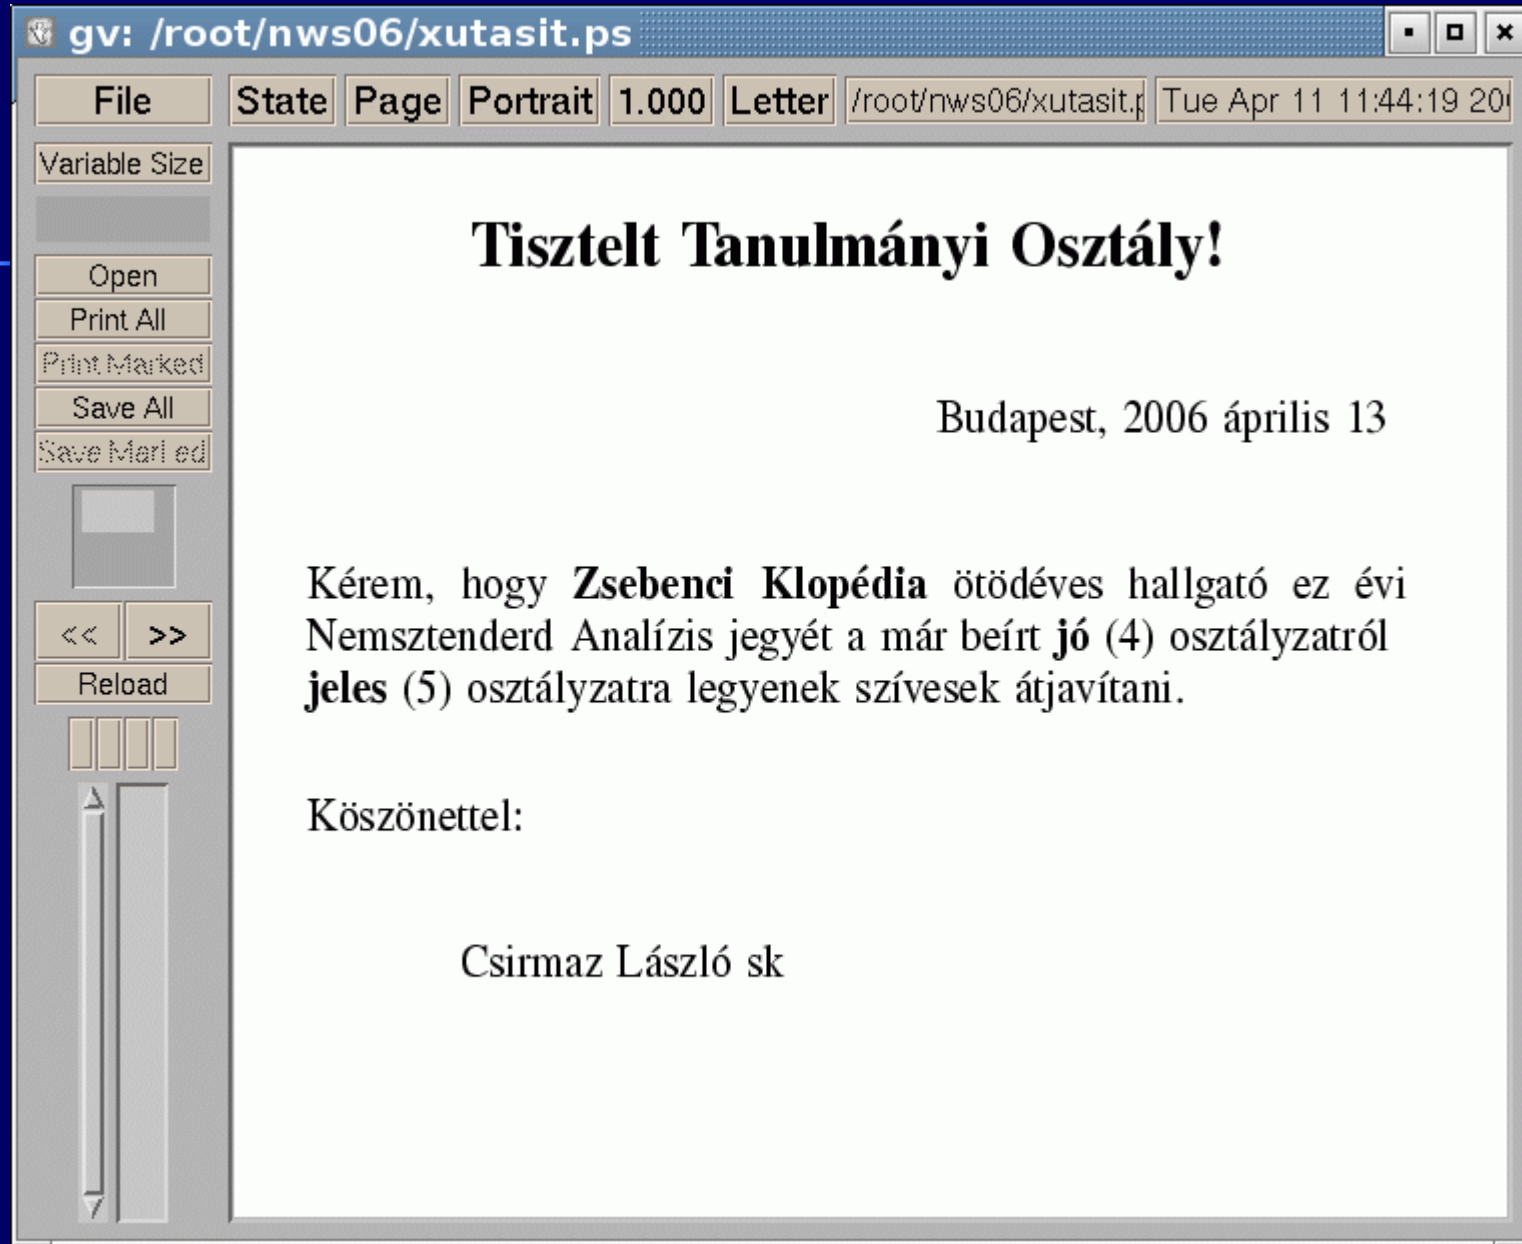 gv: /root/nws06/xutasit.ps
File State Page Portrait 1.000 Letter /root/nws06/xutasit.p Tue Apr 11 11:44:19 20
Variable Size
Open
Print All
Print Marked
Save All
Save Marked
<< >>
Reload
Tisztelt Tanulmányi Osztály!
Budapest, 2006 április 13
Kérem, hogy Zsebenci Klopédia ötödéves hallgató ez évi
Nemsztenderd Analízis jegyét a már beírt jó (4) osztályzatról
jeles (5) osztályzatra legyenek szívesek átjavítani.
Köszönettel:
Csirmaz László sk